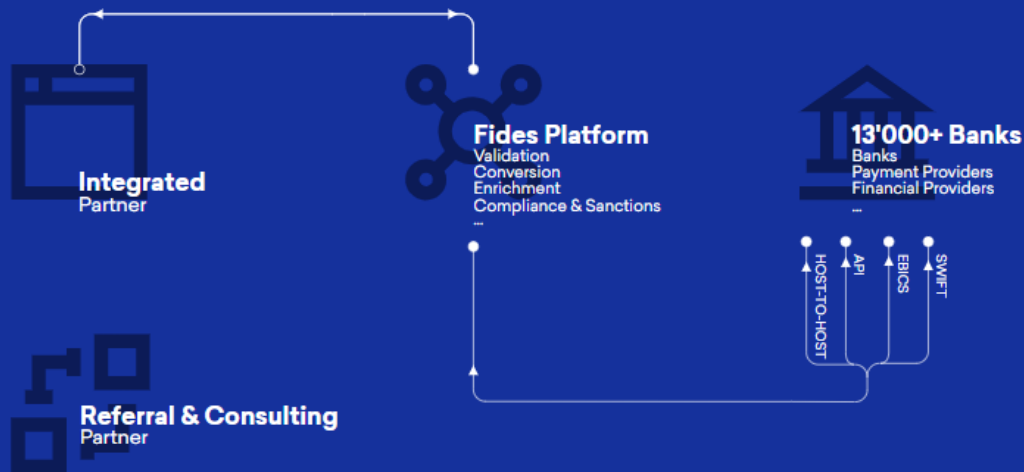 Integrated
Partner
Fides Platform
Validation
Conversion
Enrichment
Compliance & Sanctions
...
13'000+ Banks
Banks
Payment Providers
Financial Providers
...
HOST-TO-HOST
API
EBICS
SWIFT
Referral & Consulting
Partner